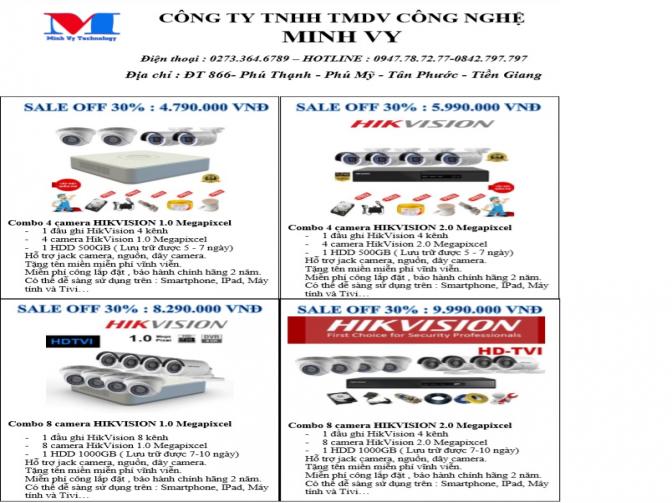 Minh Vy Technology
CÔNG TY TNHH TMDV CÔNG NGHỆ
MINH VY
Điện thoại : 0273.364.6789 – HOTLINE : 0947.78.72.77-0842.797.797
Địa chỉ : ĐT 866- Phú Thạnh - Phú Mỹ - Tân Phước - Tiền Giang
SALE OFF 30% : 4.790.000 VNĐ
Combo 4 camera HIKVISION 1.0 Megapixcel
- 1 đầu ghi HikVision 4 kênh
- 4 camera HikVision 1.0 Megapixcel
- 1 HDD 500GB ( Lưu trữ được 5 - 7 ngày)
Hỗ trợ jack camera, nguồn, dây camera.
Tặng tên miền miễn phí vĩnh viễn.
Miễn phí công lắp đặt , bảo hành chính hãng 2 năm.
Có thể dễ sàng sử dụng trên : Smartphone, IPad, Máy
tính và Tivi…
SALE OFF 30% : 5.990.000 VNĐ
HIKVISION
Combo 4 camera HIKVISION 2.0 Megapixcel
- 1 đầu ghi HikVision 4 kênh
- 4 camera HikVision 2.0 Megapixcel
- 1 HDD 500GB ( Lưu trữ được 5 - 7 ngày)
Hỗ trợ jack camera, nguồn, dây camera.
Tặng tên miền miễn phí vĩnh viễn.
Miễn phí công lắp đặt , bảo hành chính hãng 2 năm.
Có thể dễ sàng sử dụng trên : Smartphone, IPad, Máy
tính và Tivi…
SALE OFF 30% : 8.290.000 VNĐ
HIKVISION
HDTVI
1.0 Mega Pixel
DVR
Combo 8 camera HIKVISION 1.0 Megapixcel
- 1 đầu ghi HikVision 8 kênh
- 8 camera HikVision 1.0 Megapixcel
- 1 HDD 1000GB ( Lưu trữ được 7-10 ngày)
Hỗ trợ jack camera, nguồn, dây camera.
Tặng tên miền miễn phí vĩnh viễn.
Miễn phí công lắp đặt , bảo hành chính hãng 2 năm.
Có thể dễ sàng sử dụng trên : Smartphone, IPad, Máy
tính và Tivi…
SALE OFF 30% : 9.990.000 VNĐ
HIKVISION
First Choice for Security Professionals
HD-TVI
Combo 8 camera HIKVISION 2.0 Megapixcel
- 1 đầu ghi HikVision 4 kênh
- 8 camera HikVision 2.0 Megapixcel
- 1 HDD 1000GB ( Lưu trữ được 7-10 ngày)
Hỗ trợ jack camera, nguồn, dây camera.
Tặng tên miền miễn phí vĩnh viễn.
Miễn phí công lắp đặt , bảo hành chính hãng 2 năm.
Có thể dễ sàng sử dụng trên : Smartphone, IPad, Máy
tính và Tivi…